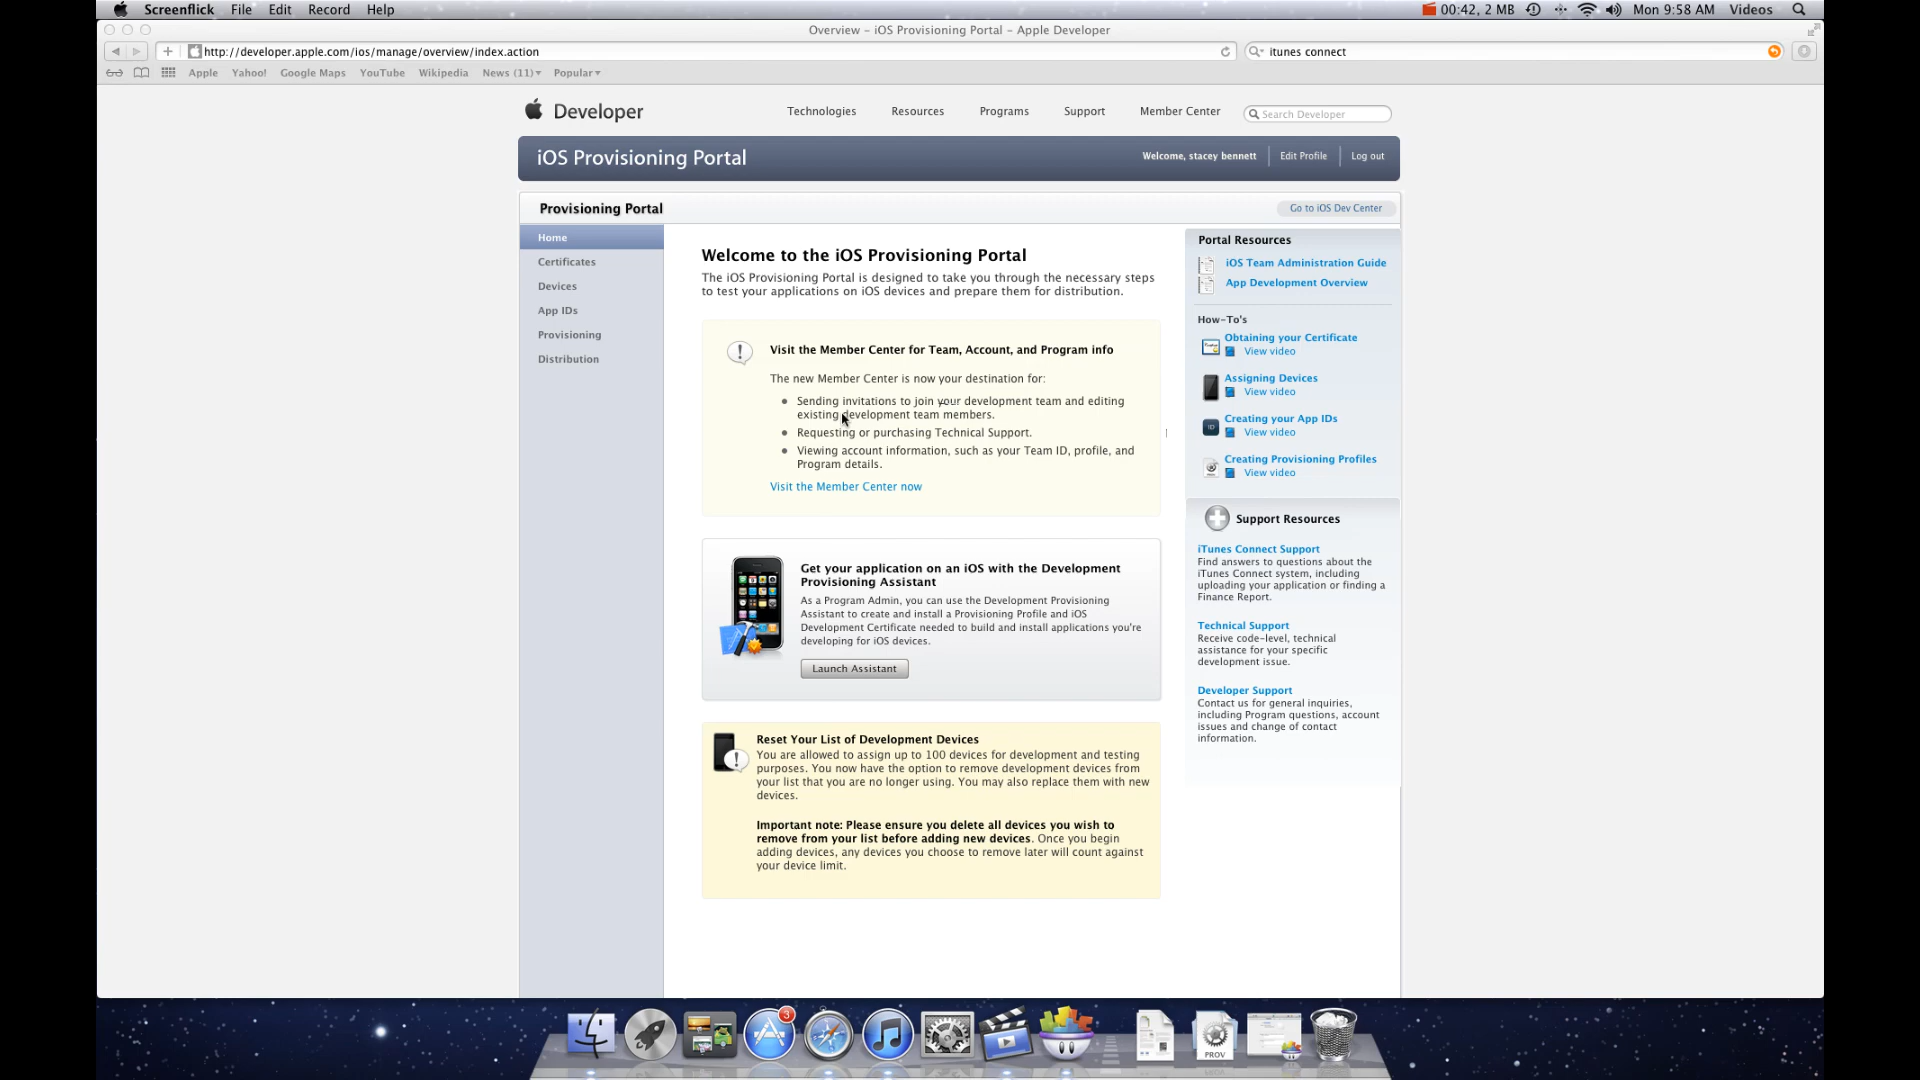 Screenflick File Edit Record Help 00:42, 2 MB Mon 9:58 AM Videos
Overview – iOS Provisioning Portal – Apple Developer
http://developer.apple.com/ios/manage/overview/index.action itunes connect
Apple Yahoo! Google Maps YouTube Wikipedia News (11) Popular
Developer Technologies Resources Programs Support Member Center Search Developer
iOS Provisioning Portal Welcome, stacey bennett Edit Profile Log out
Provisioning Portal Go to iOS Dev Center
Home
Certificates
Devices
App IDs
Provisioning
Distribution
Welcome to the iOS Provisioning Portal
The iOS Provisioning Portal is designed to take you through the necessary steps
to test your applications on iOS devices and prepare them for distribution.
Visit the Member Center for Team, Account, and Program info
The new Member Center is now your destination for:
Sending invitations to join your development team and editing
existing development team members.
Requesting or purchasing Technical Support.
Viewing account information, such as your Team ID, profile, and
Program details.
Visit the Member Center now
Get your application on an iOS with the Development
Provisioning Assistant
As a Program Admin, you can use the Development Provisioning
Assistant to create and install a Provisioning Profile and iOS
Development Certificate needed to build and install applications you're
developing for iOS devices.
Launch Assistant
Reset Your List of Development Devices
You are allowed to assign up to 100 devices for development and testing
purposes. You now have the option to remove development devices from
your list that you are no longer using. You may also replace them with new
devices.
Important note: Please ensure you delete all devices you wish to
remove from your list before adding new devices. Once you begin
adding devices, any devices you choose to remove later will count against
your device limit.
Portal Resources
iOS Team Administration Guide
App Development Overview
How-To's
Obtaining your Certificate
View video
Assigning Devices
View video
Creating your App IDs
View video
ID
Creating Provisioning Profiles
View video
Support Resources
iTunes Connect Support
Find answers to questions about the
iTunes Connect system, including
uploading your application or finding a
Finance Report.
Technical Support
Receive code-level, technical
assistance for your specific
development issue.
Developer Support
Contact us for general inquiries,
including Program questions, account
issues and change of contact
information.
3
PROV